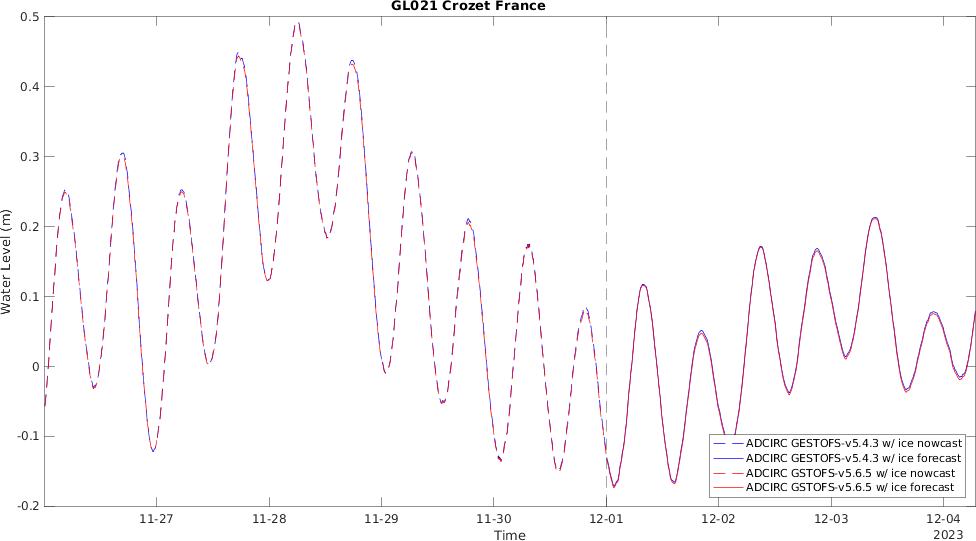 GL021 Crozet France
0.5
0.4
0.3
0.2
0.1
0
-0.1
-0.2
Water Level (m)
ADCIRC GESTOFS-v5.4.3 w/ ice nowcast
ADCIRC GESTOFS-v5.4.3 w/ ice forecast
ADCIRC GSTOFS-v5.6.5 w/ ice nowcast
ADCIRC GSTOFS-v5.6.5 w/ ice forecast
11-27 11-28 11-29 11-30 12-01 12-02 12-03 12-04
Time 2023